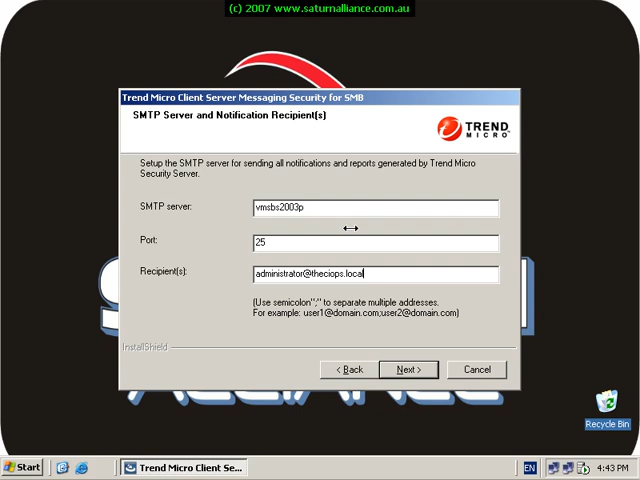 (c) 2007 www.saturnalliance.com.au
Trend Micro Client Server Messaging Security for SMB
SMTP Server and Notification Recipient(s)
TREND
MICRO
Setup the SMTP server for sending all notifications and reports generated by Trend Micro
Security Server.
SMTP server:
vmsbs2003p
Port:
25
Recipient(s):
administrator@theciops.local
(Use semicolon";" to separate multiple addresses.
For example: user1@domain.com;user2@domain.com)
InstallShield
< Back
Next >
Cancel
Recycle Bin
Start
Trend Micro Client Se...
EN
4:43 PM